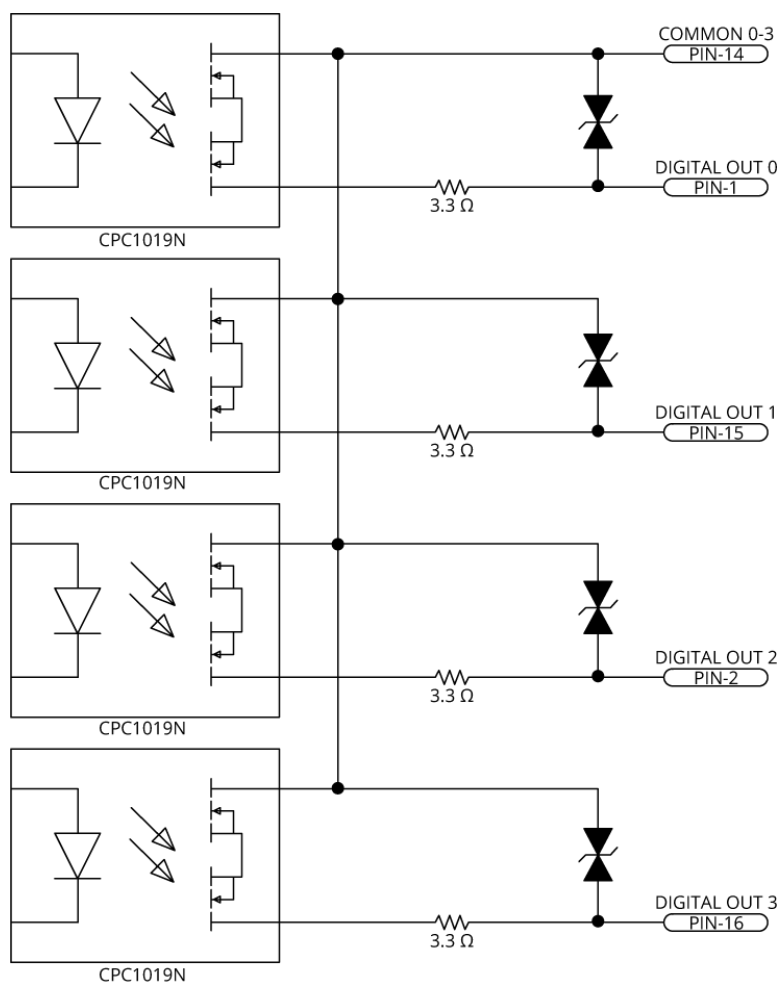 COMMON 0-3
PIN-14
DIGITAL OUT 0
PIN-1
3.3 Ω
CPC1019N
DIGITAL OUT 1
PIN-15
3.3 Ω
CPC1019N
DIGITAL OUT 2
PIN-2
3.3 Ω
CPC1019N
DIGITAL OUT 3
PIN-16
3.3 Ω
CPC1019N